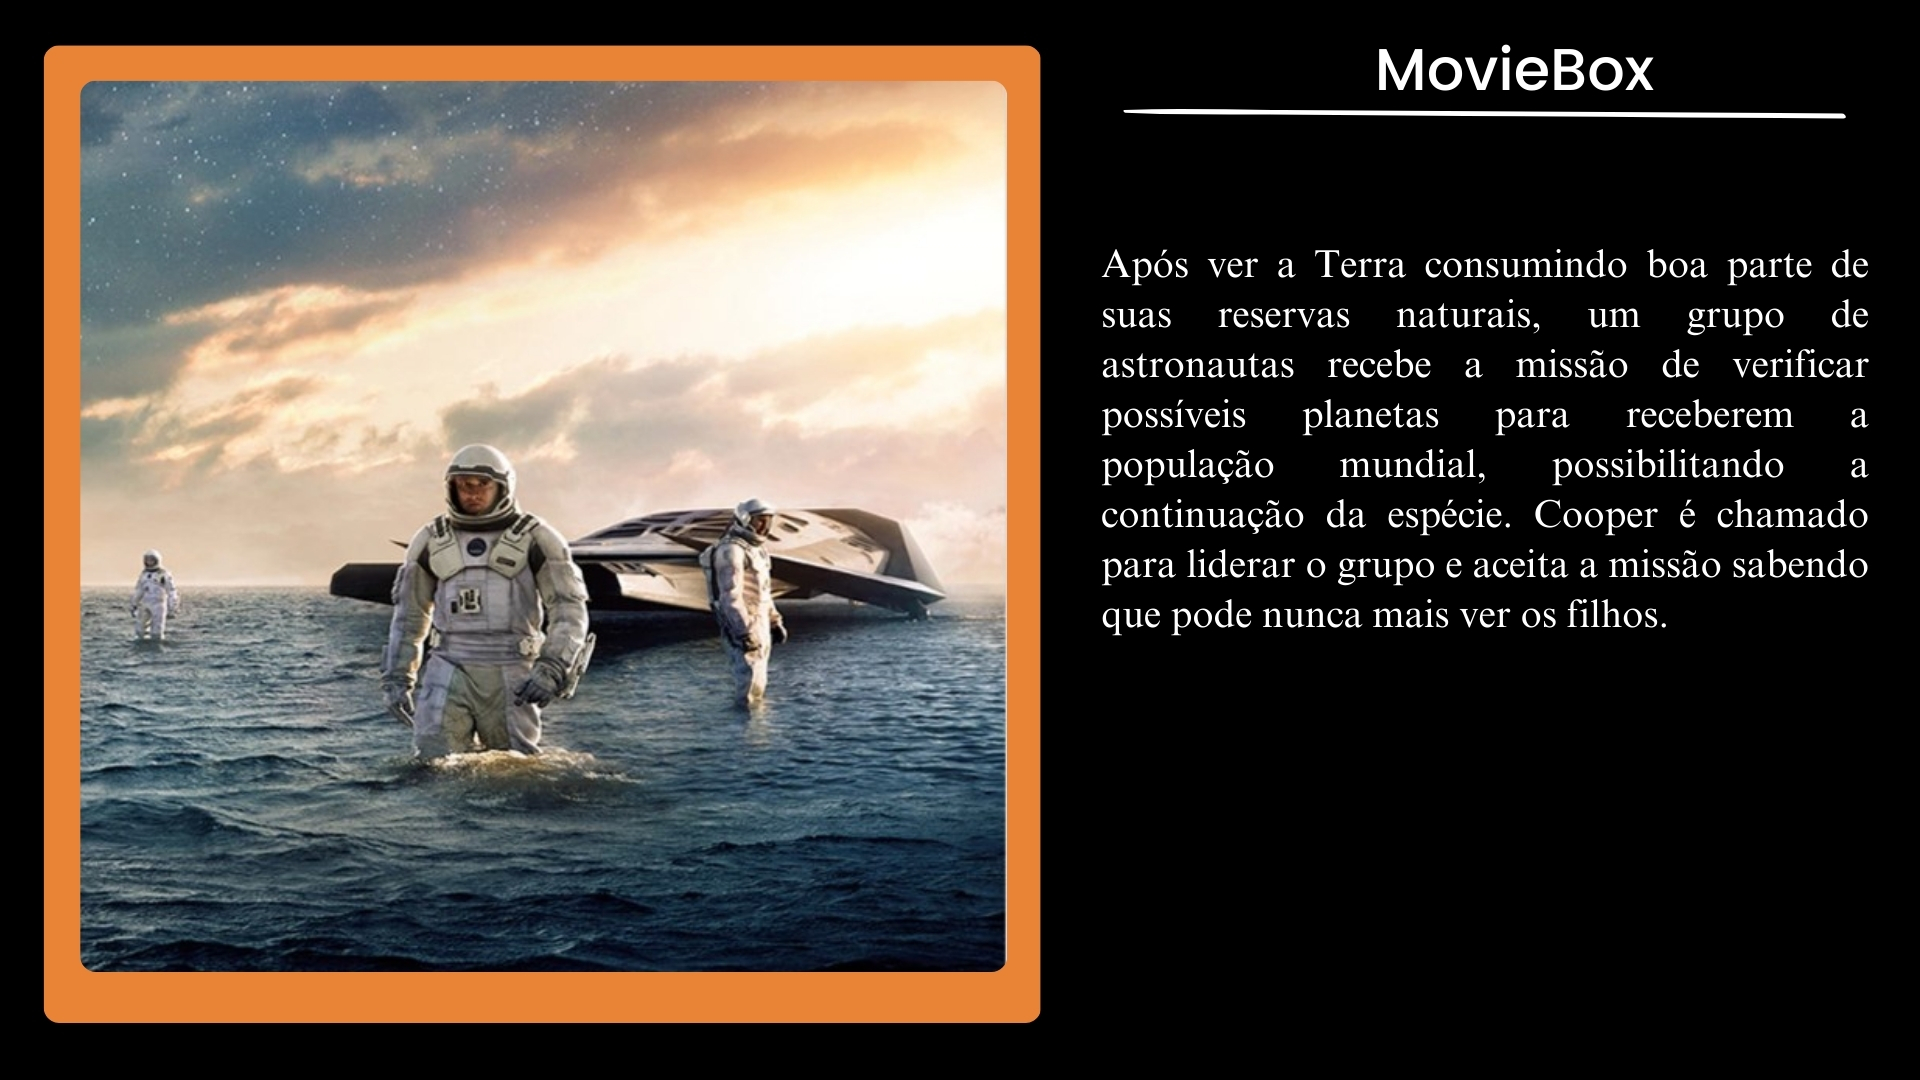 MovieBox
Após ver a Terra consumindo boa parte de
suas reservas naturais, um grupo de
astronautas recebe a missão de verificar
possíveis planetas para receberem a
população mundial, possibilitando a
continuação da espécie. Cooper é chamado
para liderar o grupo e aceita a missão sabendo
que pode nunca mais ver os filhos.